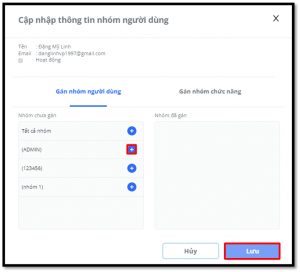 Cập nhập thông tin nhóm người dùng
Tên : Đặng Mỹ Linh
Email : danglinhvp1997@gmail.com
Hoạt động
Gán nhóm người dùng
Gán nhóm chức năng
Nhóm chưa gán
Nhóm đã gán
Tất cả nhóm
(ADMIN)
(123456)
(nhóm 1)
Hủy
Lưu